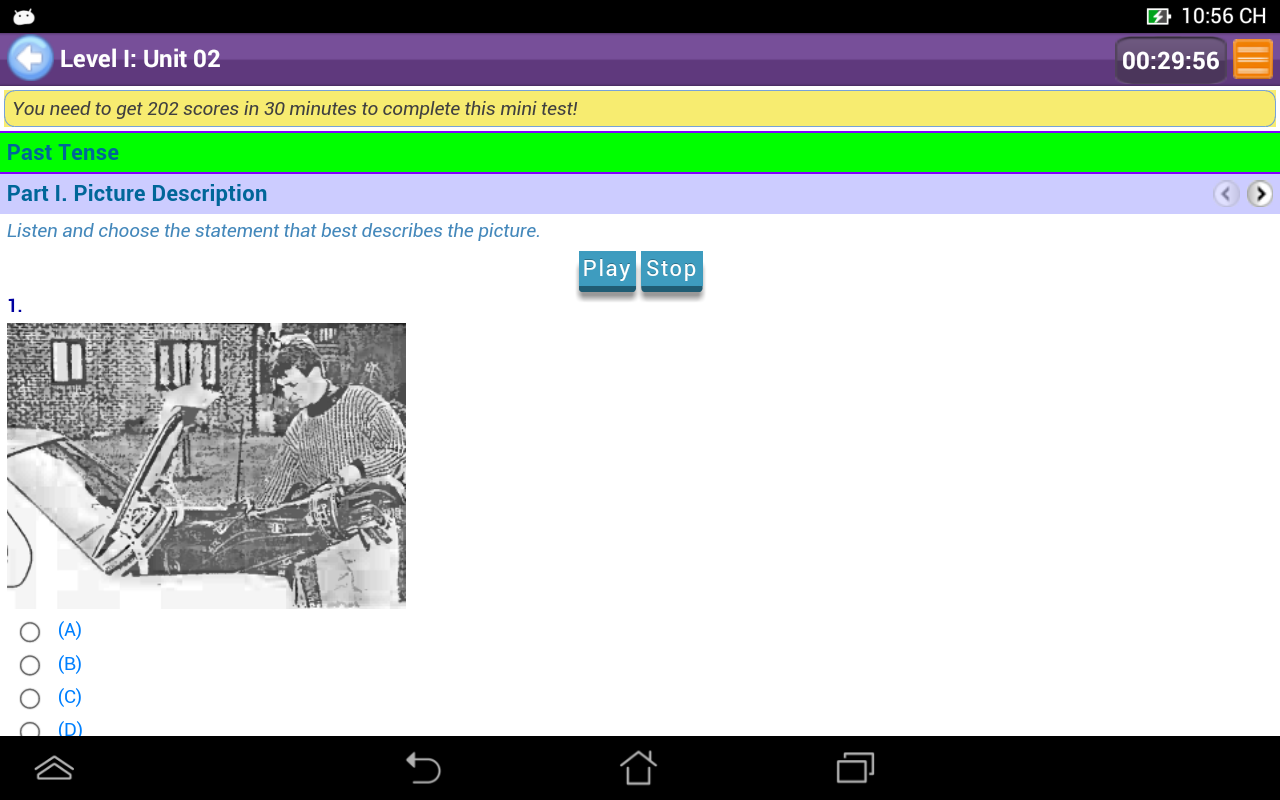 10:56 CH
Level I: Unit 02
00:29:56
You need to get 202 scores in 30 minutes to complete this mini test!
Past Tense
Part I. Picture Description
Listen and choose the statement that best describes the picture.
Play Stop
1.
(A)
(B)
(C)
(D)